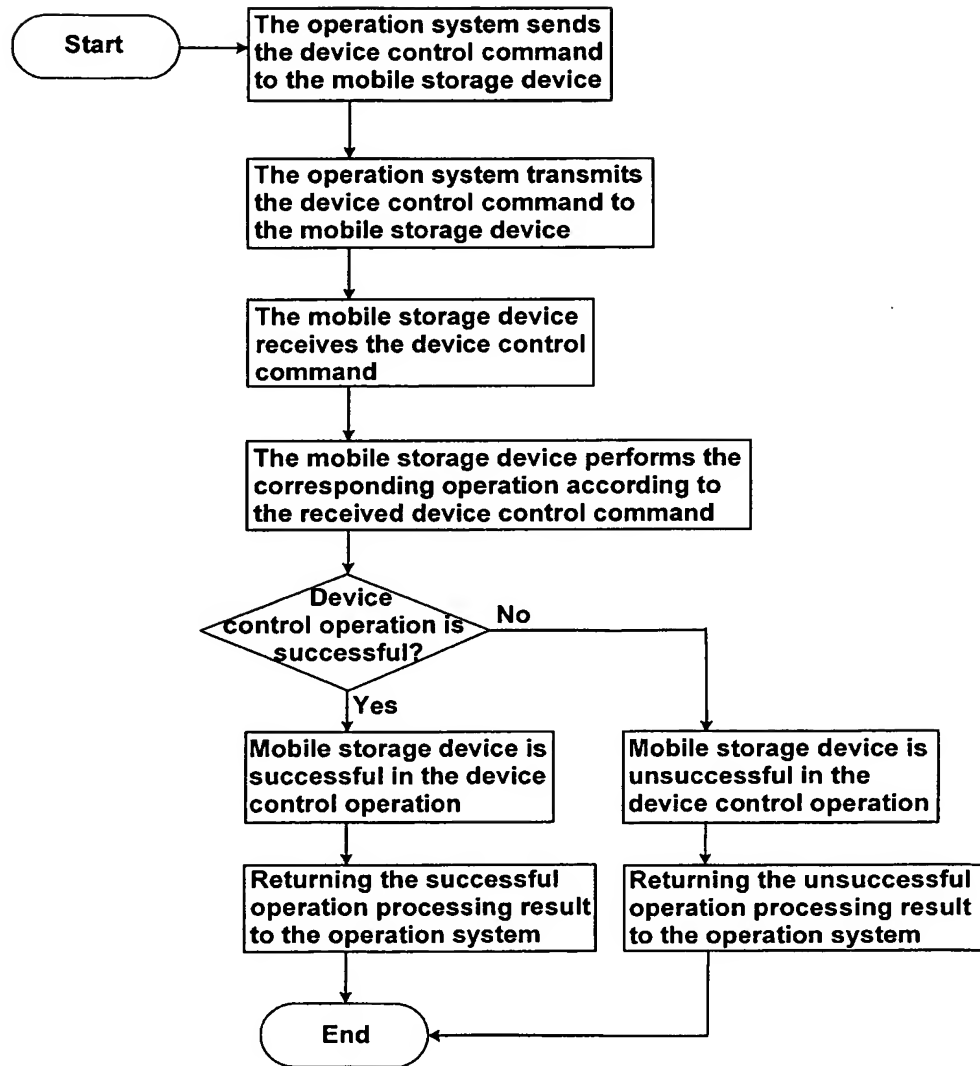 Start
The operation system sends
the device control command
to the mobile storage device
The operation system transmits
the device control command to
the mobile storage device
The mobile storage device
receives the device control
command
The mobile storage device performs the
corresponding operation according to
the received device control command
Device
control operation is
successful?
No
Yes
Mobile storage device is
successful in the device
control operation
Mobile storage device is
unsuccessful in the
device control operation
Returning the successful
operation processing result
to the operation system
Returning the unsuccessful
operation processing result
to the operation system
End